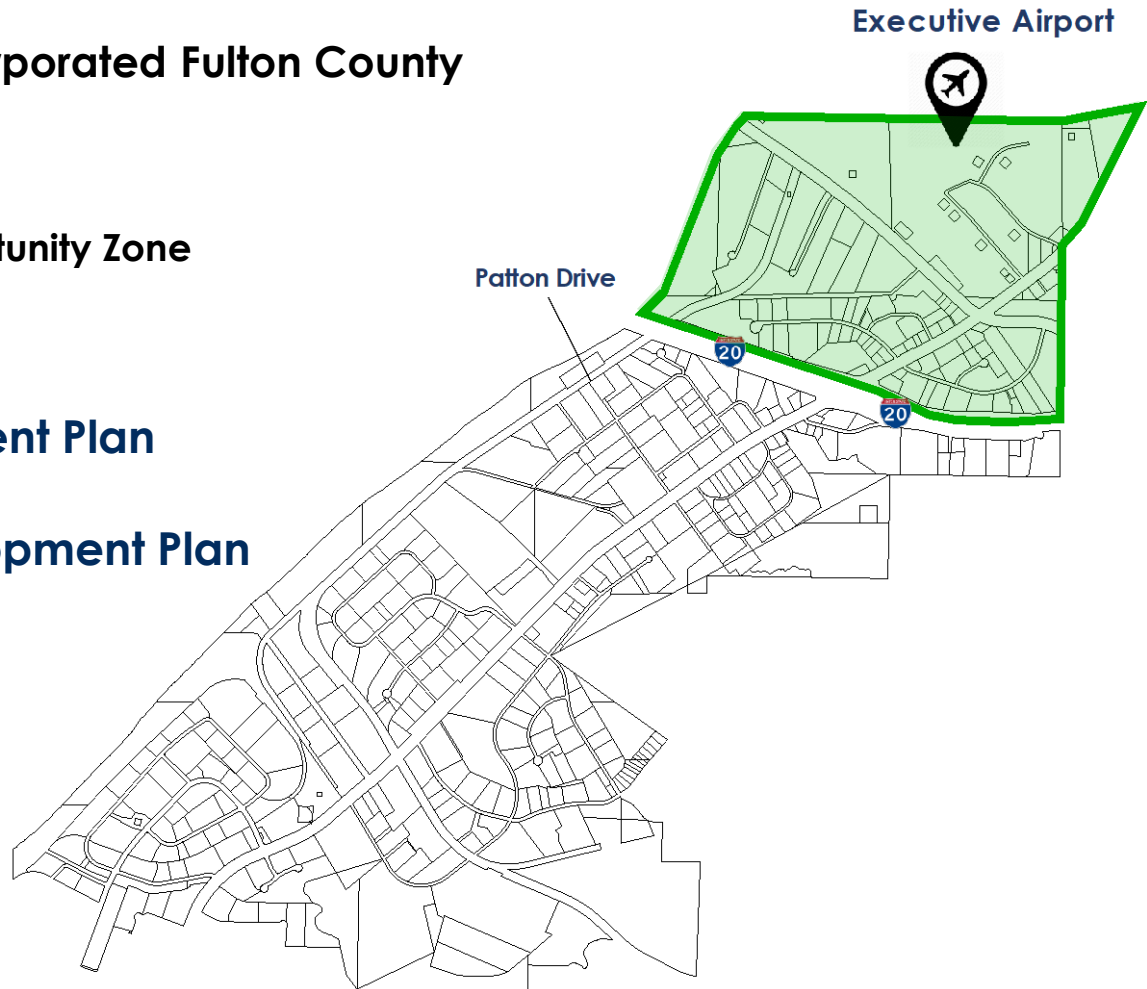 Executive Airport
rporated Fulton County
tunity Zone
Patton Drive
20
20
ent Plan
opment Plan